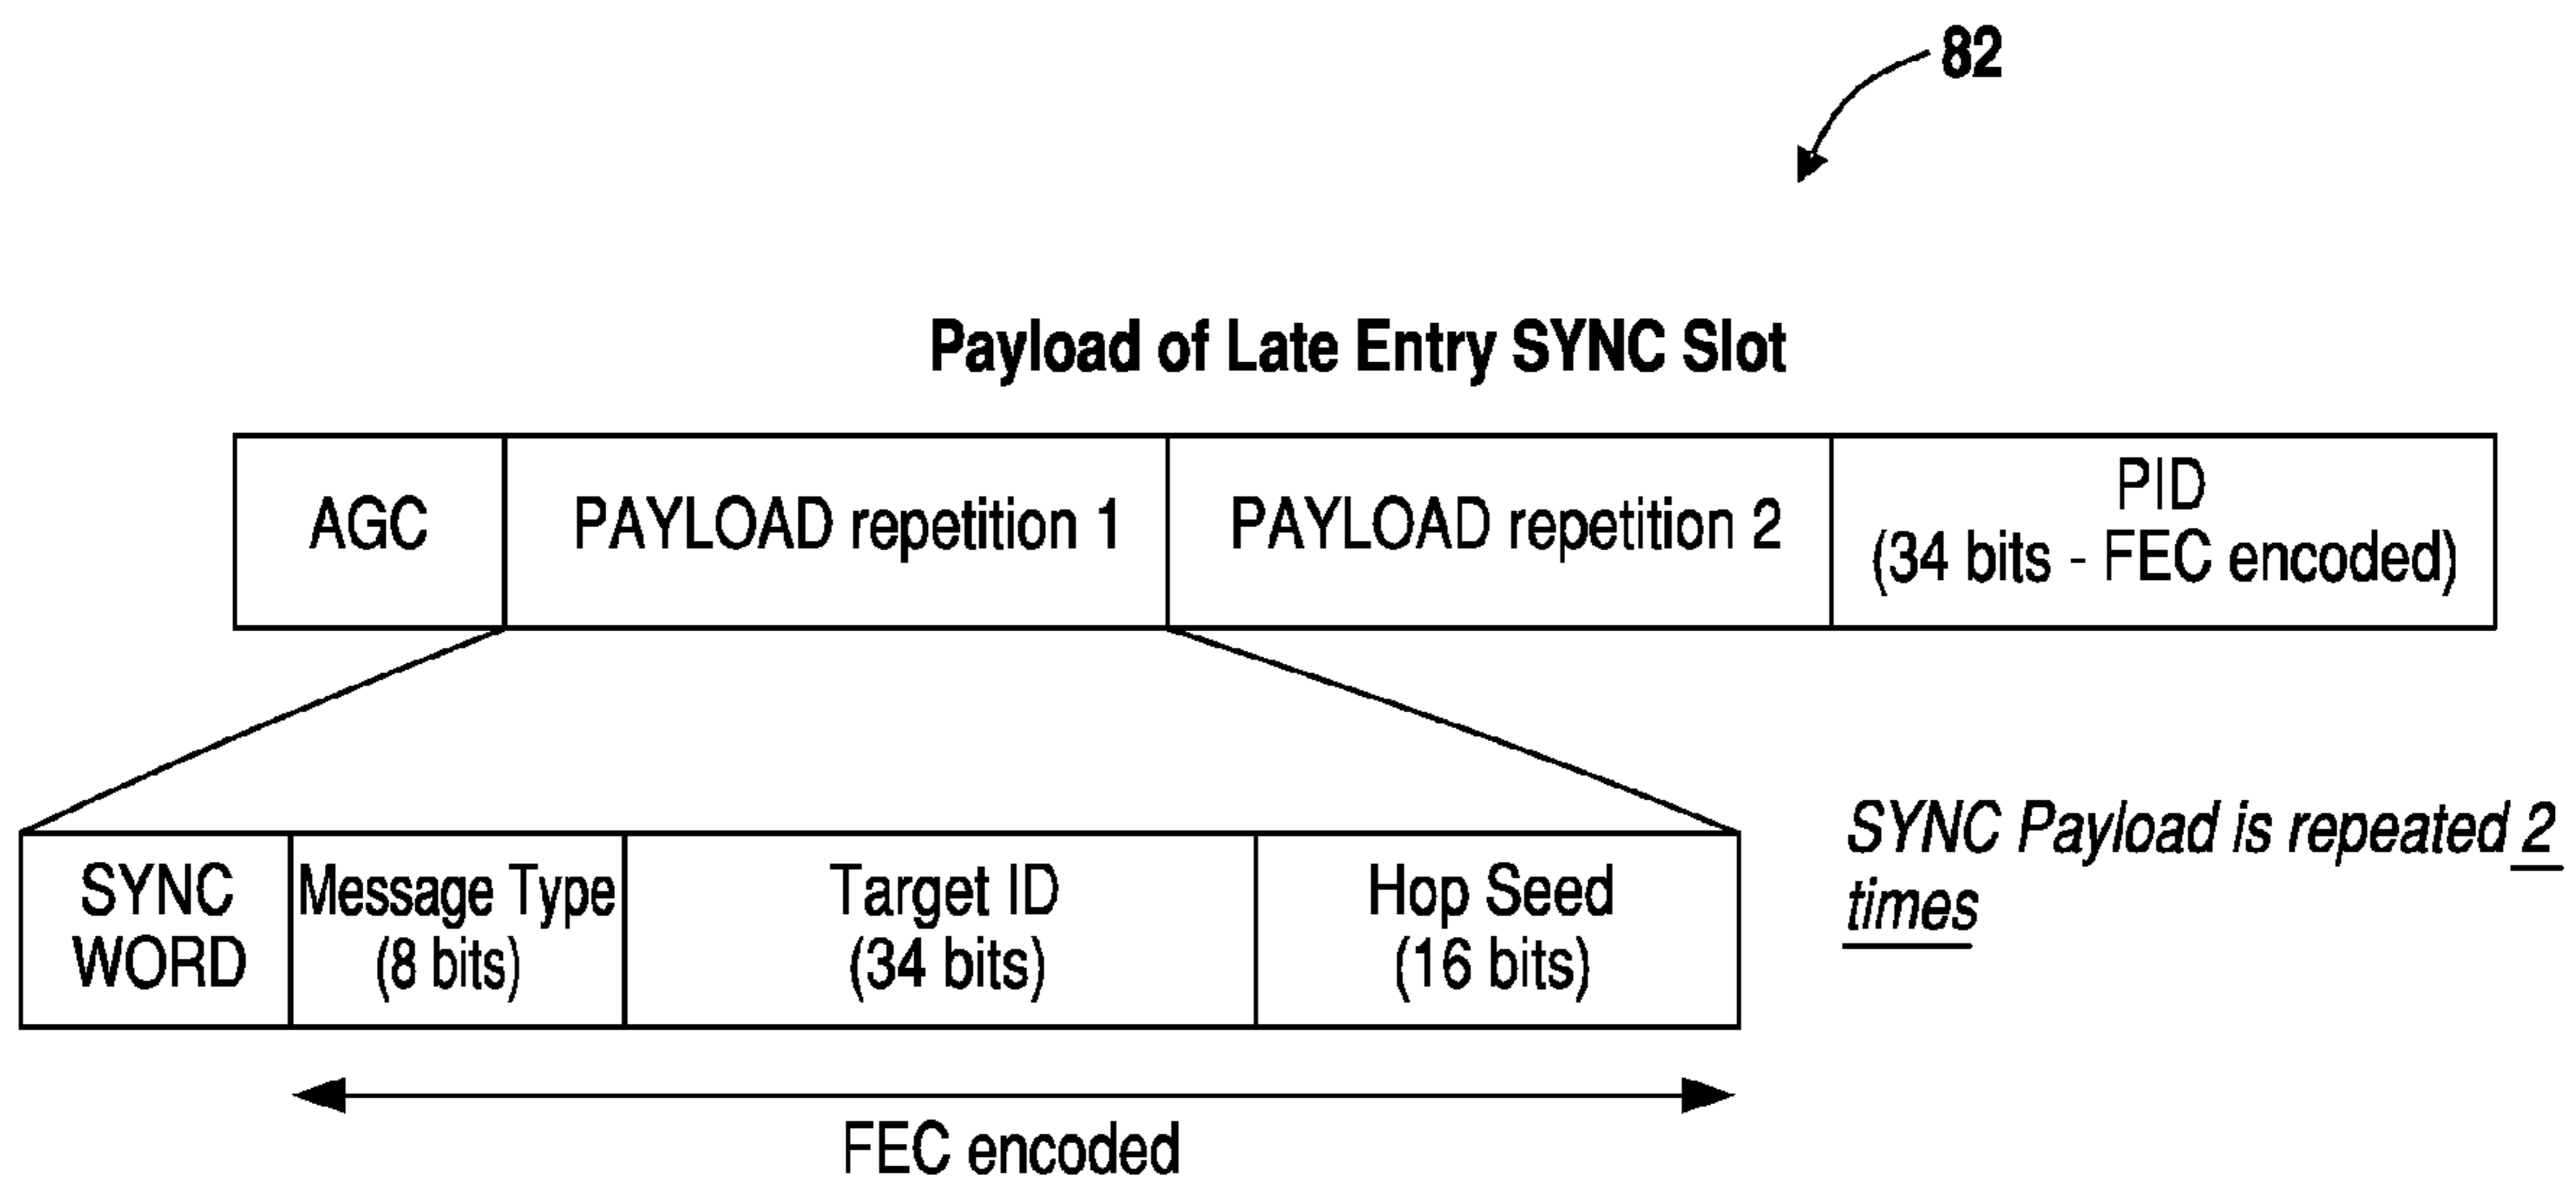 82
Payload of Late Entry SYNC Slot
AGC
PAYLOAD repetition 1
PAYLOAD repetition 2
PID
(34 bits - FEC encoded)
SYNC
WORD
Message Type
(8 bits)
Target ID
(34 bits)
Hop Seed
(16 bits)
SYNC Payload is repeated 2
times
FEC encoded